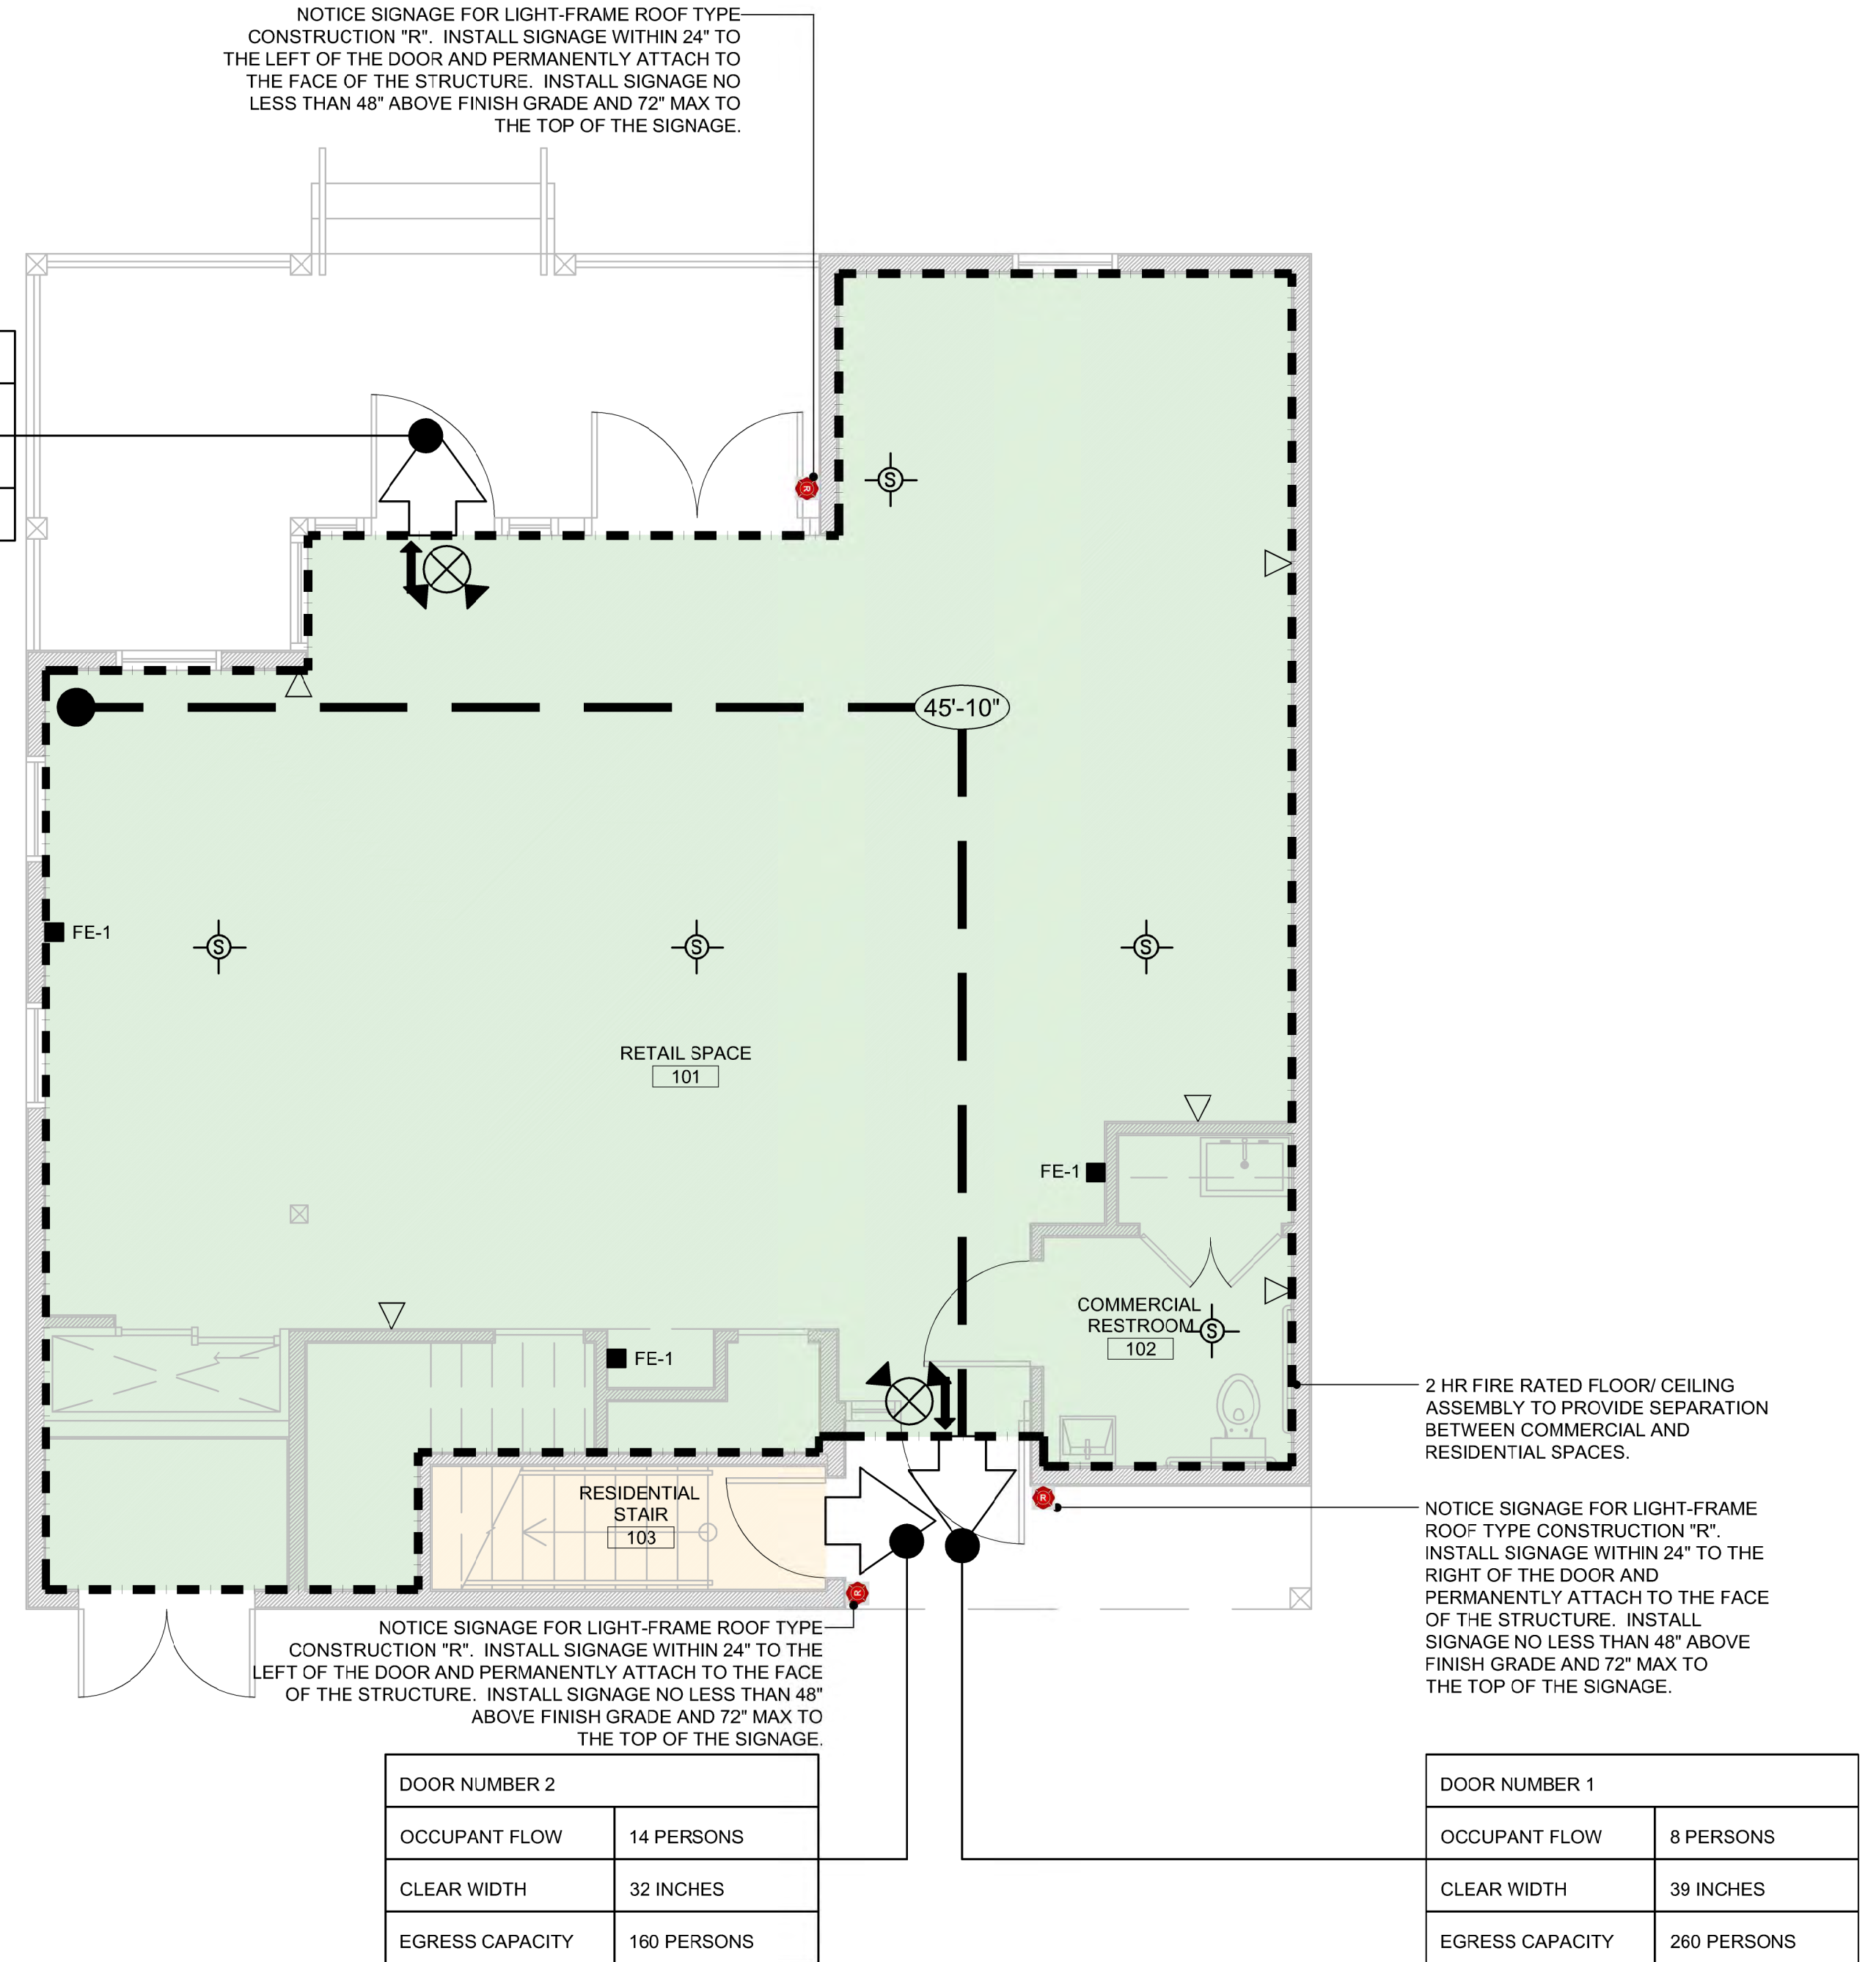 NOTICE SIGNAGE FOR LIGHT-FRAME ROOF TYPE
CONSTRUCTION "R". INSTALL SIGNAGE WITHIN 24" TO
THE LEFT OF THE DOOR AND PERMANENTLY ATTACH TO
THE FACE OF THE STRUCTURE. INSTALL SIGNAGE NO
LESS THAN 48" ABOVE FINISH GRADE AND 72" MAX TO
THE TOP OF THE SIGNAGE.
R
S
45'-10"
FE-1
S
S
S
RETAIL SPACE
101
FE-1
COMMERCIAL
RESTROOM
S
102
FE-1
2 HR FIRE RATED FLOOR/ CEILING
ASSEMBLY TO PROVIDE SEPARATION
BETWEEN COMMERCIAL AND
RESIDENTIAL SPACES.
RESIDENTIAL
STAIR
103
R
NOTICE SIGNAGE FOR LIGHT-FRAME
ROOF TYPE CONSTRUCTION "R".
INSTALL SIGNAGE WITHIN 24" TO THE
RIGHT OF THE DOOR AND
PERMANENTLY ATTACH TO THE FACE
OF THE STRUCTURE. INSTALL
SIGNAGE NO LESS THAN 48" ABOVE
FINISH GRADE AND 72" MAX TO
THE TOP OF THE SIGNAGE.
R
NOTICE SIGNAGE FOR LIGHT-FRAME ROOF TYPE
CONSTRUCTION "R". INSTALL SIGNAGE WITHIN 24" TO THE
LEFT OF THE DOOR AND PERMANENTLY ATTACH TO THE FACE
OF THE STRUCTURE. INSTALL SIGNAGE NO LESS THAN 48"
ABOVE FINISH GRADE AND 72" MAX TO
THE TOP OF THE SIGNAGE.
DOOR NUMBER 2
OCCUPANT FLOW 14 PERSONS
CLEAR WIDTH 32 INCHES
EGRESS CAPACITY 160 PERSONS
DOOR NUMBER 1
OCCUPANT FLOW 8 PERSONS
CLEAR WIDTH 39 INCHES
EGRESS CAPACITY 260 PERSONS